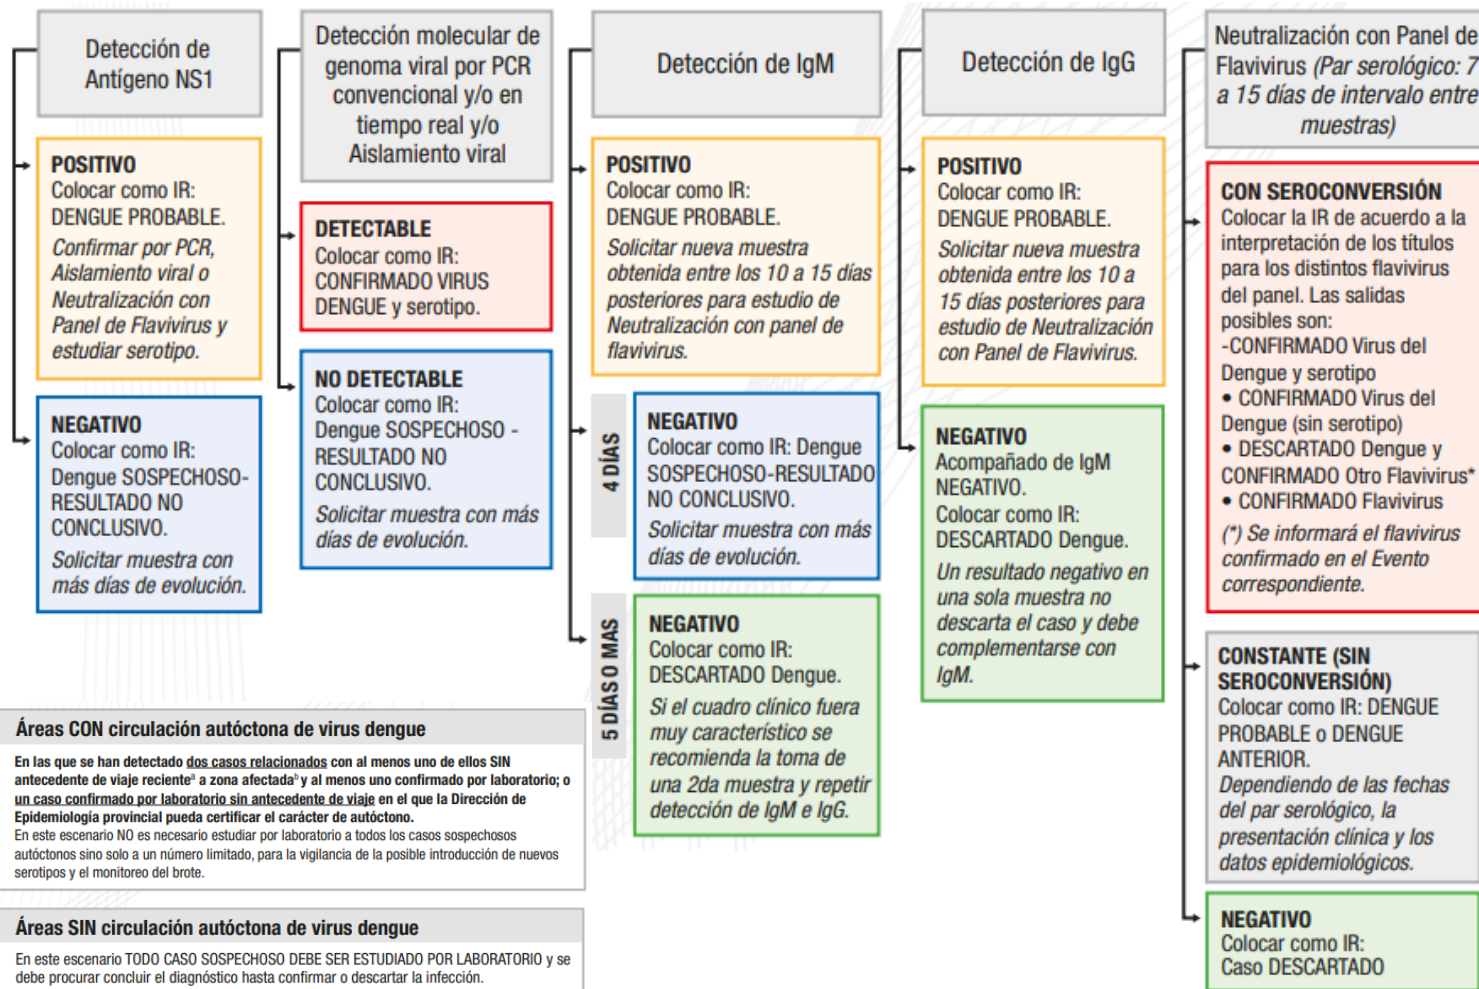 Detección de
Antígeno NS1
POSITIVO
Colocar como IR:
DENGUE PROBABLE.
Confirmar por PCR,
Aislamiento viral o
Neutralización con
Panel de Flavivirus y
estudiar serotipo.
NEGATIVO
Colocar como IR:
Dengue SOSPECHOSO-
RESULTADO NO
CONCLUSIVO.
Solicitar muestra con
más días de evolución.
Detección molecular de
genoma viral por PCR
convencional y/o en
tiempo real y/o
Aislamiento viral
DETECTABLE
Colocar como IR:
CONFIRMADO VIRUS
DENGUE y serotipo.
NO DETECTABLE
Colocar como IR:
Dengue SOSPECHOSO -
RESULTADO NO
CONCLUSIVO.
Solicitar muestra con más
días de evolución.
Detección de IgM
POSITIVO
Colocar como IR:
DENGUE PROBABLE.
Solicitar nueva muestra
obtenida entre los 10 a 15 días
posteriores para estudio de
Neutralización con panel de
flavivirus.
4 DÍAS
NEGATIVO
Colocar como IR: Dengue
SOSPECHOSO-RESULTADO
NO CONCLUSIVO.
Solicitar muestra con más
días de evolución.
5 DÍAS O MAS
NEGATIVO
Colocar como IR:
DESCARTADO Dengue.
Si el cuadro clínico fuera
muy característico se
recomienda la toma de
una 2da muestra y repetir
detección de IgM e IgG.
Detección de IgG
POSITIVO
Colocar como IR:
DENGUE PROBABLE.
Solicitar nueva muestra
obtenida entre los 10 a
15 días posteriores para
estudio de Neutralización
con Panel de Flavivirus.
NEGATIVO
Acompañado de IgM
NEGATIVO.
Colocar como IR:
DESCARTADO Dengue.
Un resultado negativo en
una sola muestra no
descarta el caso y debe
complementarse con
IgM.
Neutralización con Panel de
Flavivirus (Par serológico: 7
a 15 días de intervalo entre
muestras)
CON SEROCONVERSIÓN
Colocar la IR de acuerdo a la
interpretación de los títulos
para los distintos flavivirus
del panel. Las salidas
posibles son:
-CONFIRMADO Virus del
Dengue y serotipo
• CONFIRMADO Virus del
Dengue (sin serotipo)
• DESCARTADO Dengue y
CONFIRMADO Otro Flavivirus*
• CONFIRMADO Flavivirus
(*) Se informará el flavivirus
confirmado en el Evento
correspondiente.
CONSTANTE (SIN
SEROCONVERSIÓN)
Colocar como IR: DENGUE
PROBABLE o DENGUE
ANTERIOR.
Dependiendo de las fechas
del par serológico, la
presentación clínica y los
datos epidemiológicos.
NEGATIVO
Colocar como IR:
Caso DESCARTADO
Áreas CON circulación autóctona de virus dengue
En las que se han detectado dos casos relacionados con al menos uno de ellos SIN
antecedente de viaje recienteª a zona afectadaᵇ y al menos uno confirmado por laboratorio; o
un caso confirmado por laboratorio sin antecedente de viaje en el que la Dirección de
Epidemiología provincial pueda certificar el carácter de autóctono.
En este escenario NO es necesario estudiar por laboratorio a todos los casos sospechosos
autóctonos sino solo a un número limitado, para la vigilancia de la posible introducción de nuevos
serotipos y el monitoreo del brote.
Áreas SIN circulación autóctona de virus dengue
En este escenario TODO CASO SOSPECHOSO DEBE SER ESTUDIADO POR LABORATORIO y se
debe procurar concluir el diagnóstico hasta confirmar o descartar la infección.